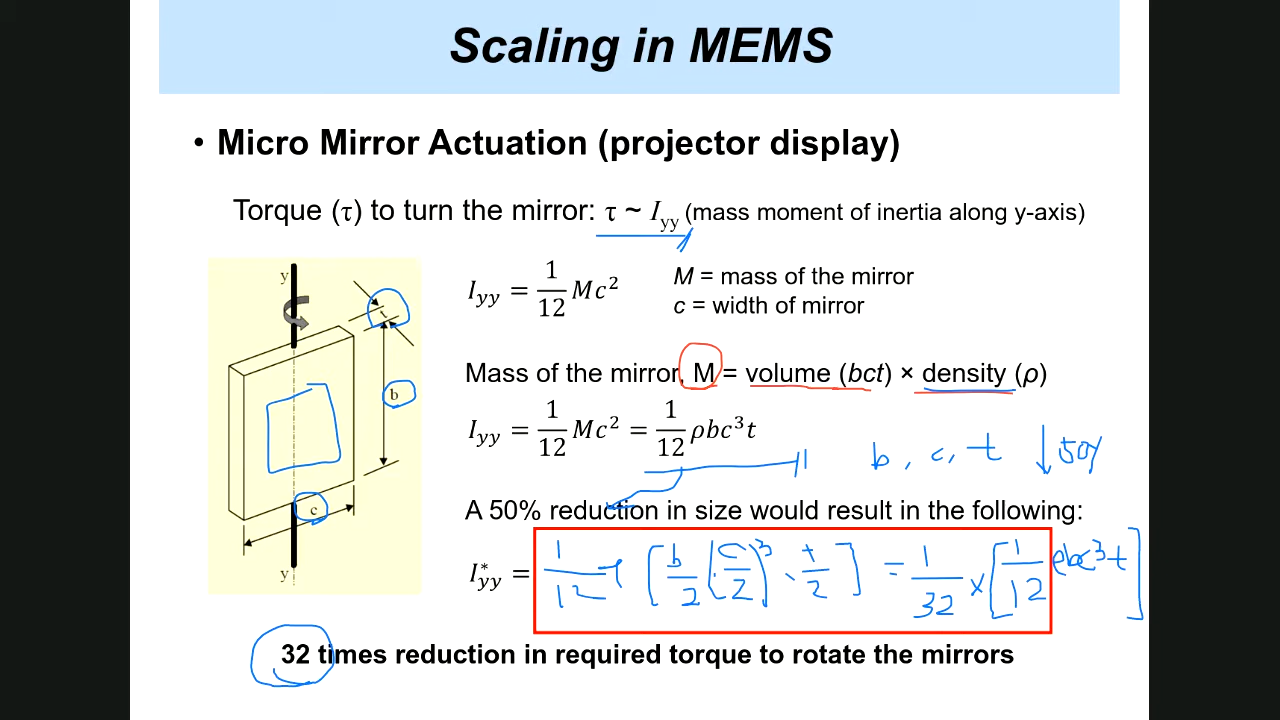 Scaling in MEMS
• Micro Mirror Actuation (projector display)
Torque (τ) to turn the mirror: τ ~ I_yy (mass moment of inertia along y-axis)
I_yy = 1/12 Mc²
M = mass of the mirror
c = width of mirror
Mass of the mirror, M = volume (bct) × density (ρ)
I_yy = 1/12 Mc² = 1/12 ρbc³t
b, c, t ↓50%
A 50% reduction in size would result in the following:
I*_yy = 1/12 ρ [b/2 · (c/2)³ · t/2] = 1/32 × [1/12 ρbc³t]
32 times reduction in required torque to rotate the mirrors
y
t
b
c
y